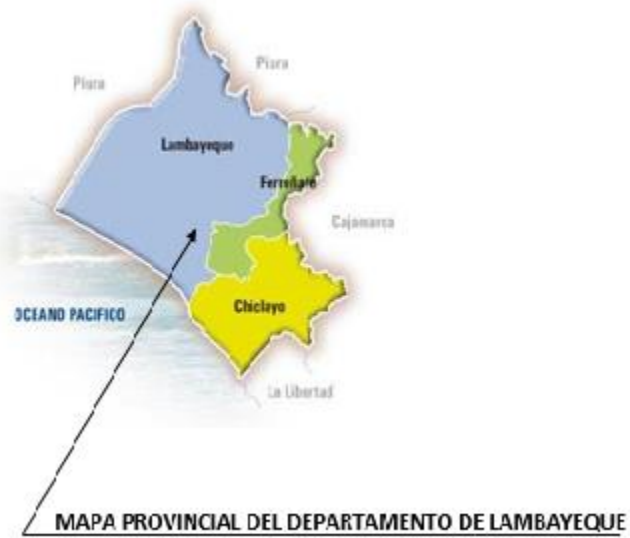 Piura
Piura
Lambayeque
Ferreñafe
Cajamarca
OCEANO PACIFICO
Chiclayo
La Libertad
MAPA PROVINCIAL DEL DEPARTAMENTO DE LAMBAYEQUE